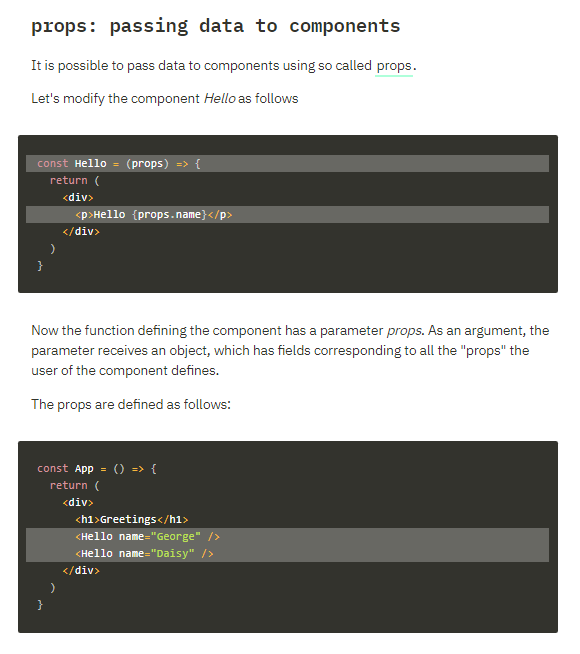 props: passing data to components
It is possible to pass data to components using so called props.
Let's modify the component Hello as follows
const Hello = (props) => {
  return (
    <div>
      <p>Hello {props.name}</p>
    </div>
  )
}
Now the function defining the component has a parameter props. As an argument, the
parameter receives an object, which has fields corresponding to all the "props" the
user of the component defines.
The props are defined as follows:
const App = () => {
  return (
    <div>
      <h1>Greetings</h1>
      <Hello name="George" />
      <Hello name="Daisy" />
    </div>
  )
}